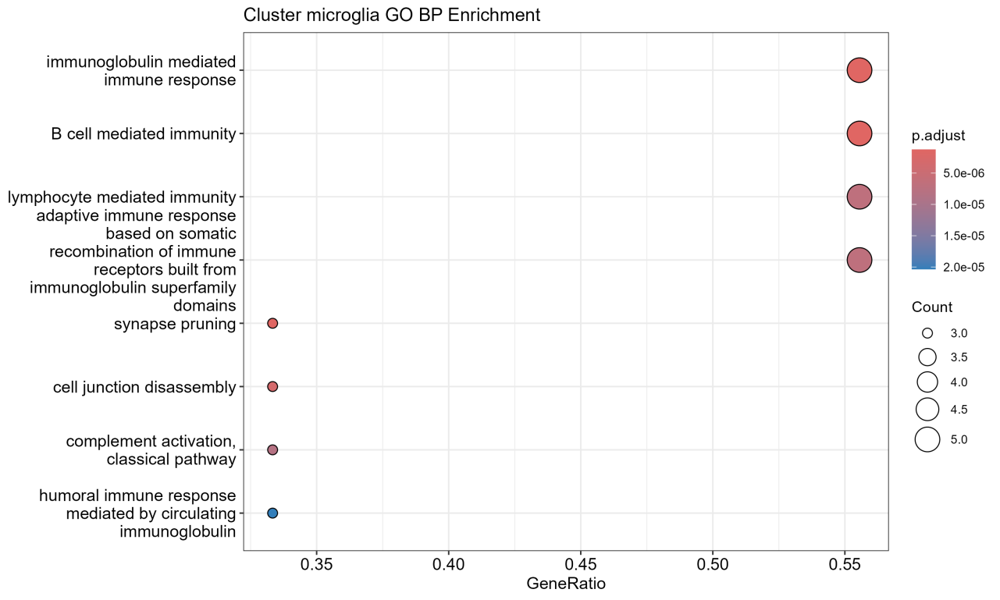 Cluster microglia GO BP Enrichment
immunoglobulin mediated
immune response
B cell mediated immunity
lymphocyte mediated immunity
adaptive immune response
based on somatic
recombination of immune
receptors built from
immunoglobulin superfamily
domains
synapse pruning
cell junction disassembly
complement activation,
classical pathway
humoral immune response
mediated by circulating
immunoglobulin
0.35 0.40 0.45 0.50 0.55
GeneRatio
p.adjust
5.0e-06
1.0e-05
1.5e-05
2.0e-05
Count
3.0
3.5
4.0
4.5
5.0